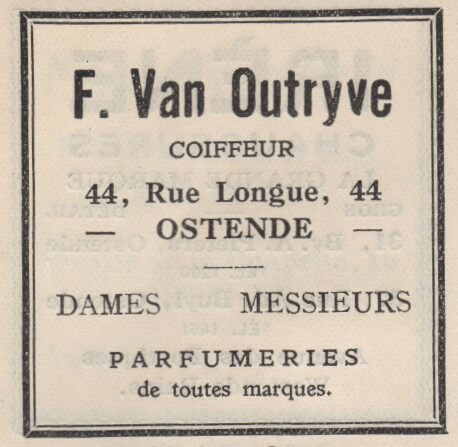 F. Van Outryve
COIFFEUR
44, Rue Longue, 44
— OSTENDE —
DAMES MESSIEURS
PARFUMERIES
de toutes marques.